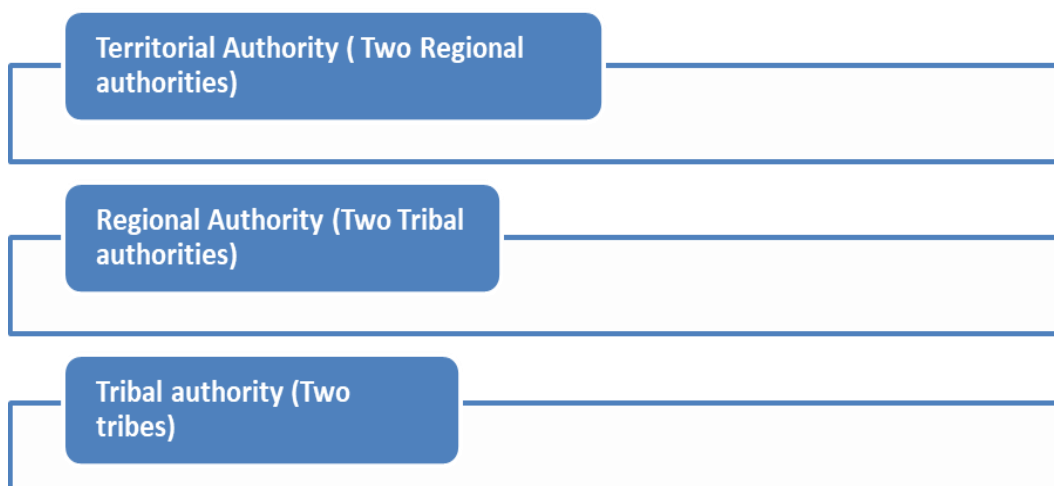 Territorial Authority ( Two Regional
authorities)
Regional Authority (Two Tribal
authorities)
Tribal authority (Two
tribes)